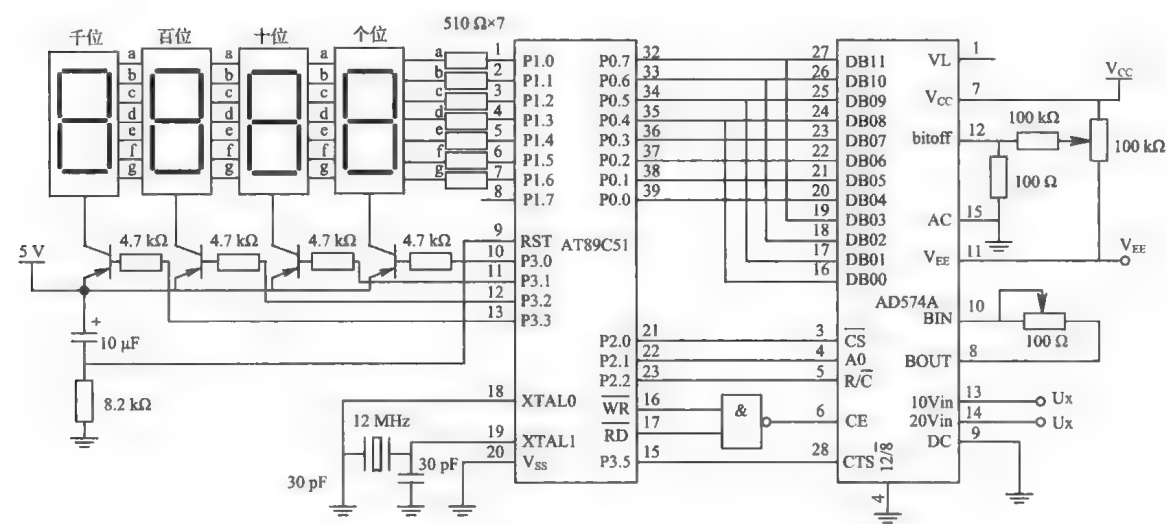 510 Ω×7
千位 百位 十位 个位
a b c d e f g
a b c d e f g
a b c d e f g
a b c d e f g
1 P1.0
2 P1.1
3 P1.2
4 P1.3
5 P1.4
6 P1.5
7 P1.6
8 P1.7
9 RST
10 P3.0
11 P3.1
12 P3.2
13 P3.3
18 XTAL0
19 XTAL1
20 VSS
AT89C51
P0.7 32
P0.6 33
P0.5 34
P0.4 35
P0.3 36
P0.2 37
P0.1 38
P0.0 39
P2.0 21
P2.1 22
P2.2 23
W̅R̅ 16
R̅D̅ 17
P3.5 15
4.7 kΩ 4.7 kΩ 4.7 kΩ 4.7 kΩ
5 V
+
10 μF
8.2 kΩ
12 MHz
30 pF
30 pF
&
27 DB11
26 DB10
25 DB09
24 DB08
23 DB07
22 DB06
21 DB05
20 DB04
19 DB03
18 DB02
17 DB01
16 DB00
AD574A
3 C̅S̅
4 A0
5 R/C̅
6 CE
28 CTS
12/8̅
4
VL 1
VCC 7
bitoff 12
AC 15
VEE 11
BIN 10
BOUT 8
10Vin 13
20Vin 14
DC 9
VCC
100 kΩ
100 kΩ
100 Ω
VEE
100 Ω
Ux
Ux